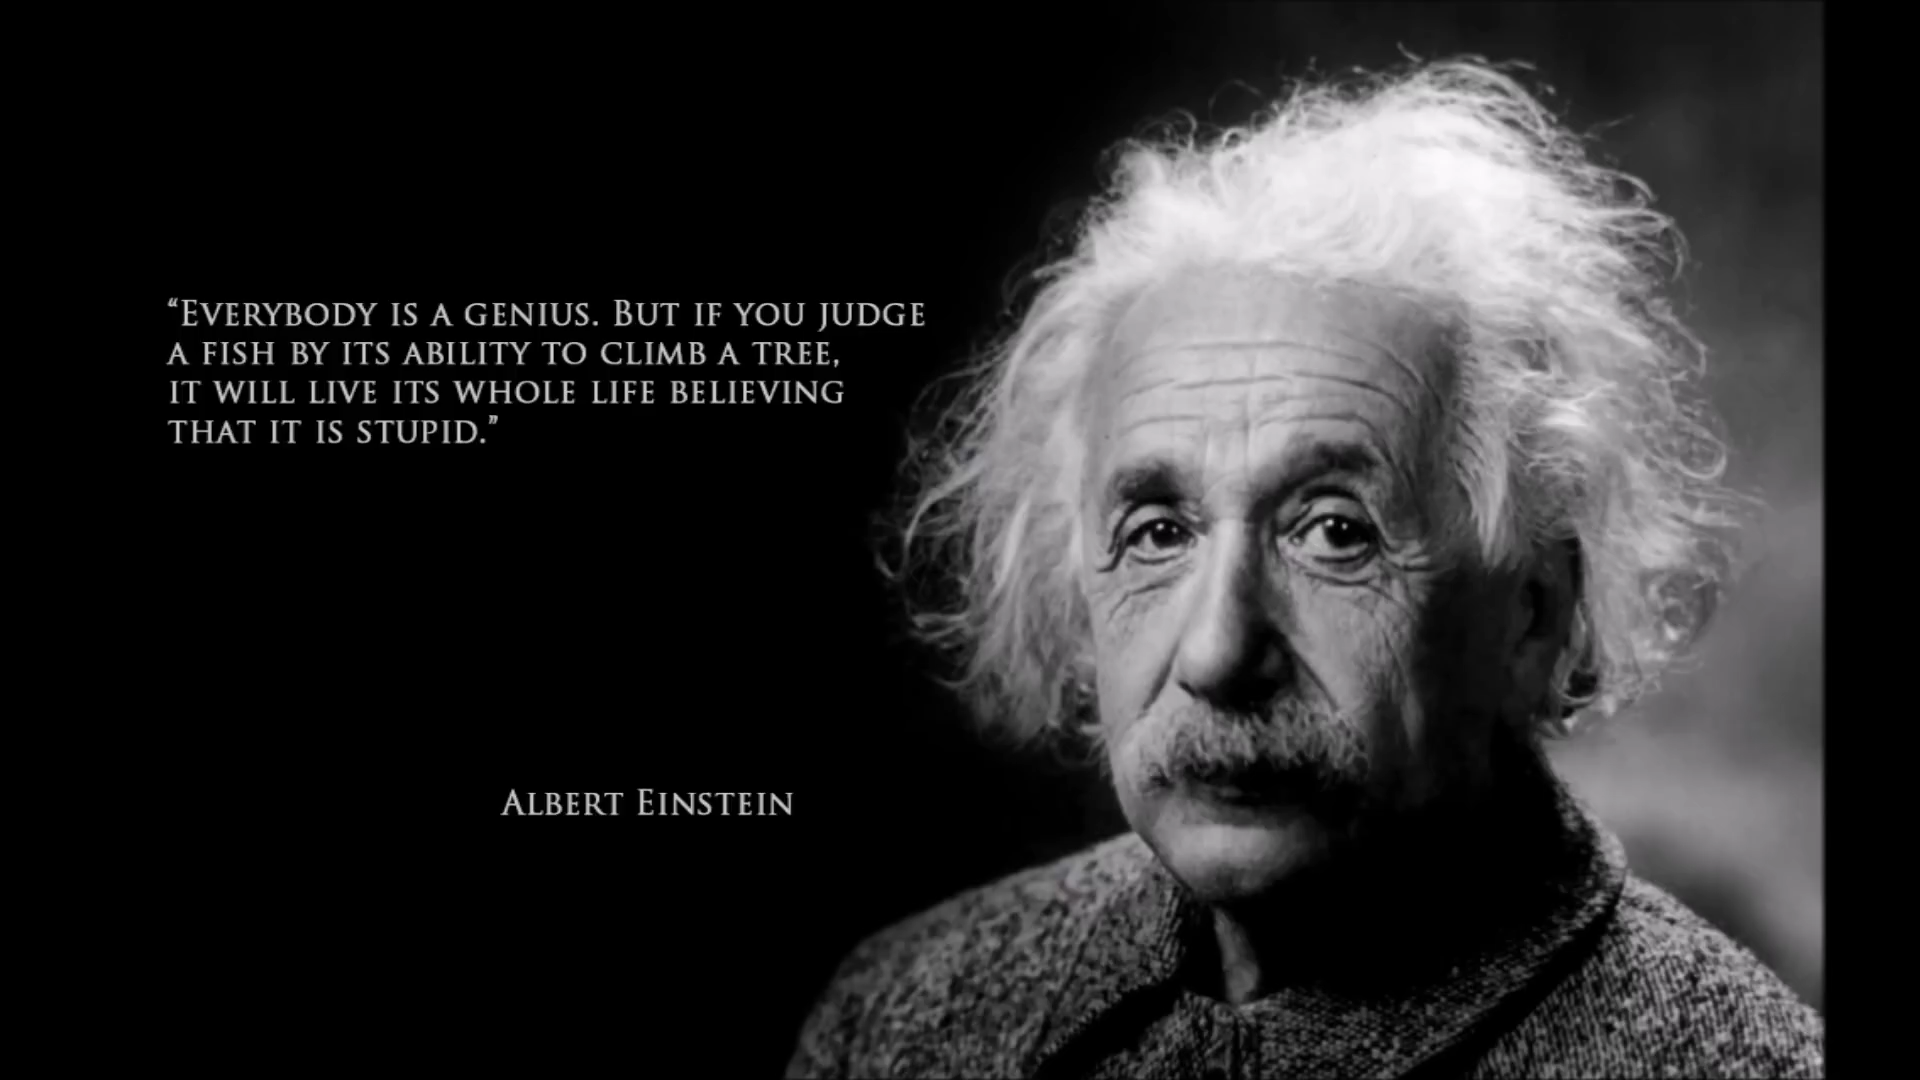 “Everybody is a genius. But if you judge
a fish by its ability to climb a tree,
it will live its whole life believing
that it is stupid.”
Albert Einstein